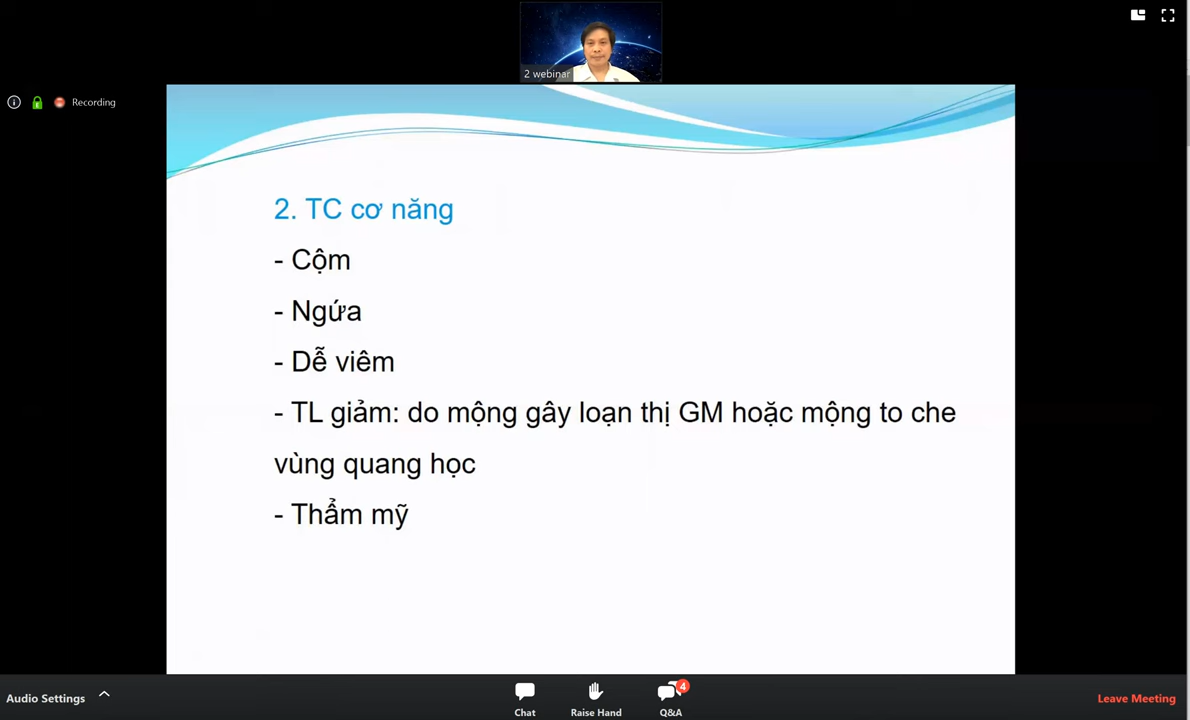 2 webinar
Recording
2. TC cơ năng
- Cộm
- Ngứa
- Dễ viêm
- TL giảm: do mộng gây loạn thị GM hoặc mộng to che
vùng quang học
- Thẩm mỹ
Audio Settings
Chat
Raise Hand
4
Q&A
Leave Meeting